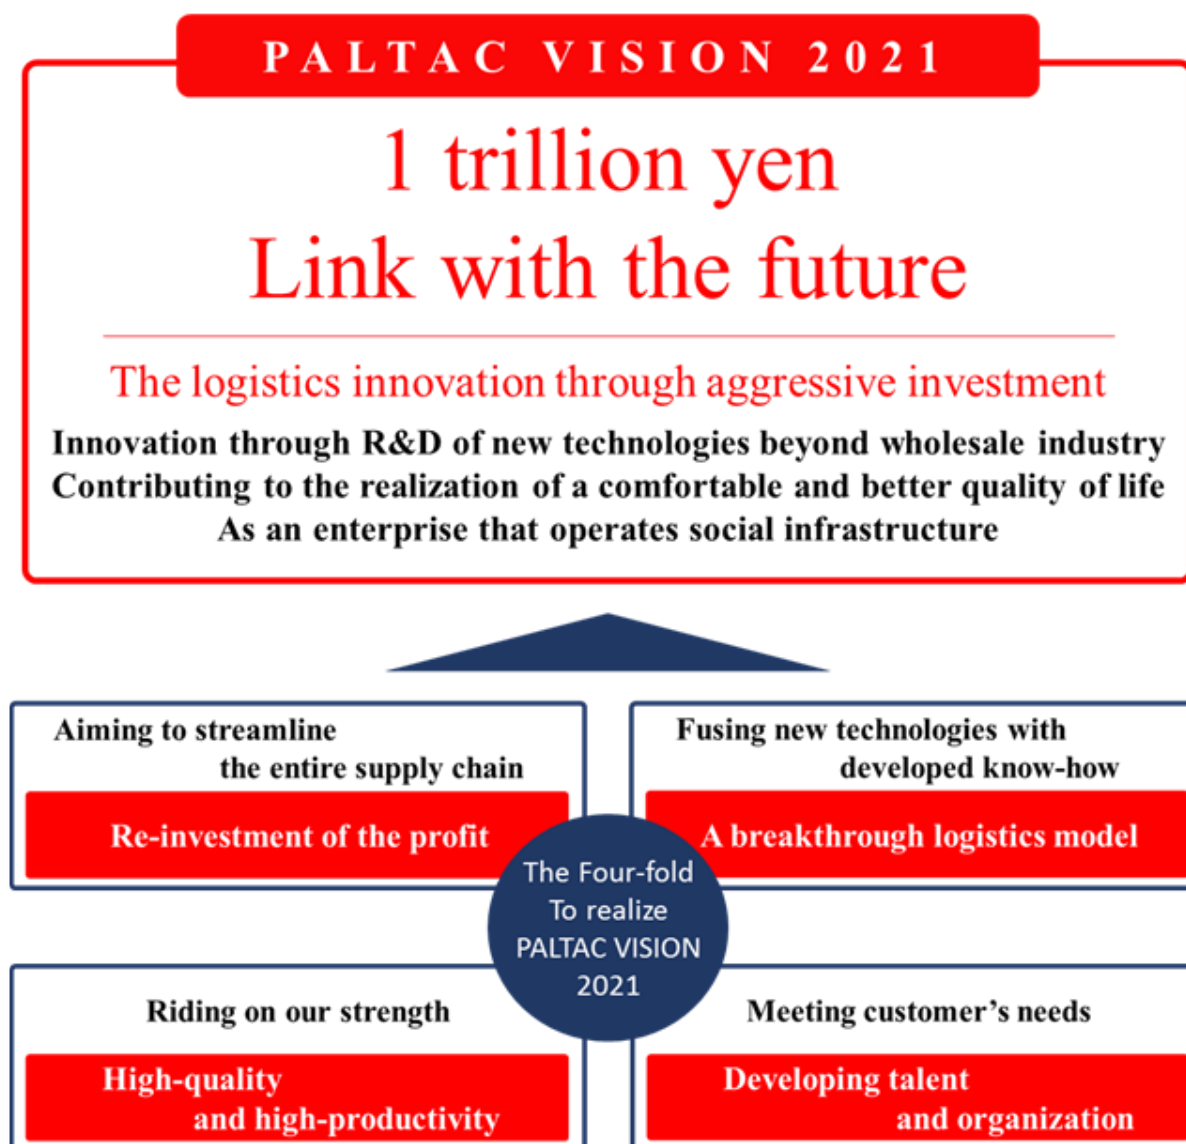 PALTAC VISION 2021
1 trillion yen
Link with the future
The logistics innovation through aggressive investment
Innovation through R&D of new technologies beyond wholesale industry
Contributing to the realization of a comfortable and better quality of life
As an enterprise that operates social infrastructure
Aiming to streamline
the entire supply chain
Re-investment of the profit
Fusing new technologies with
developed know-how
A breakthrough logistics model
The Four-fold
To realize
PALTAC VISION
2021
Riding on our strength
High-quality
and high-productivity
Meeting customer’s needs
Developing talent
and organization